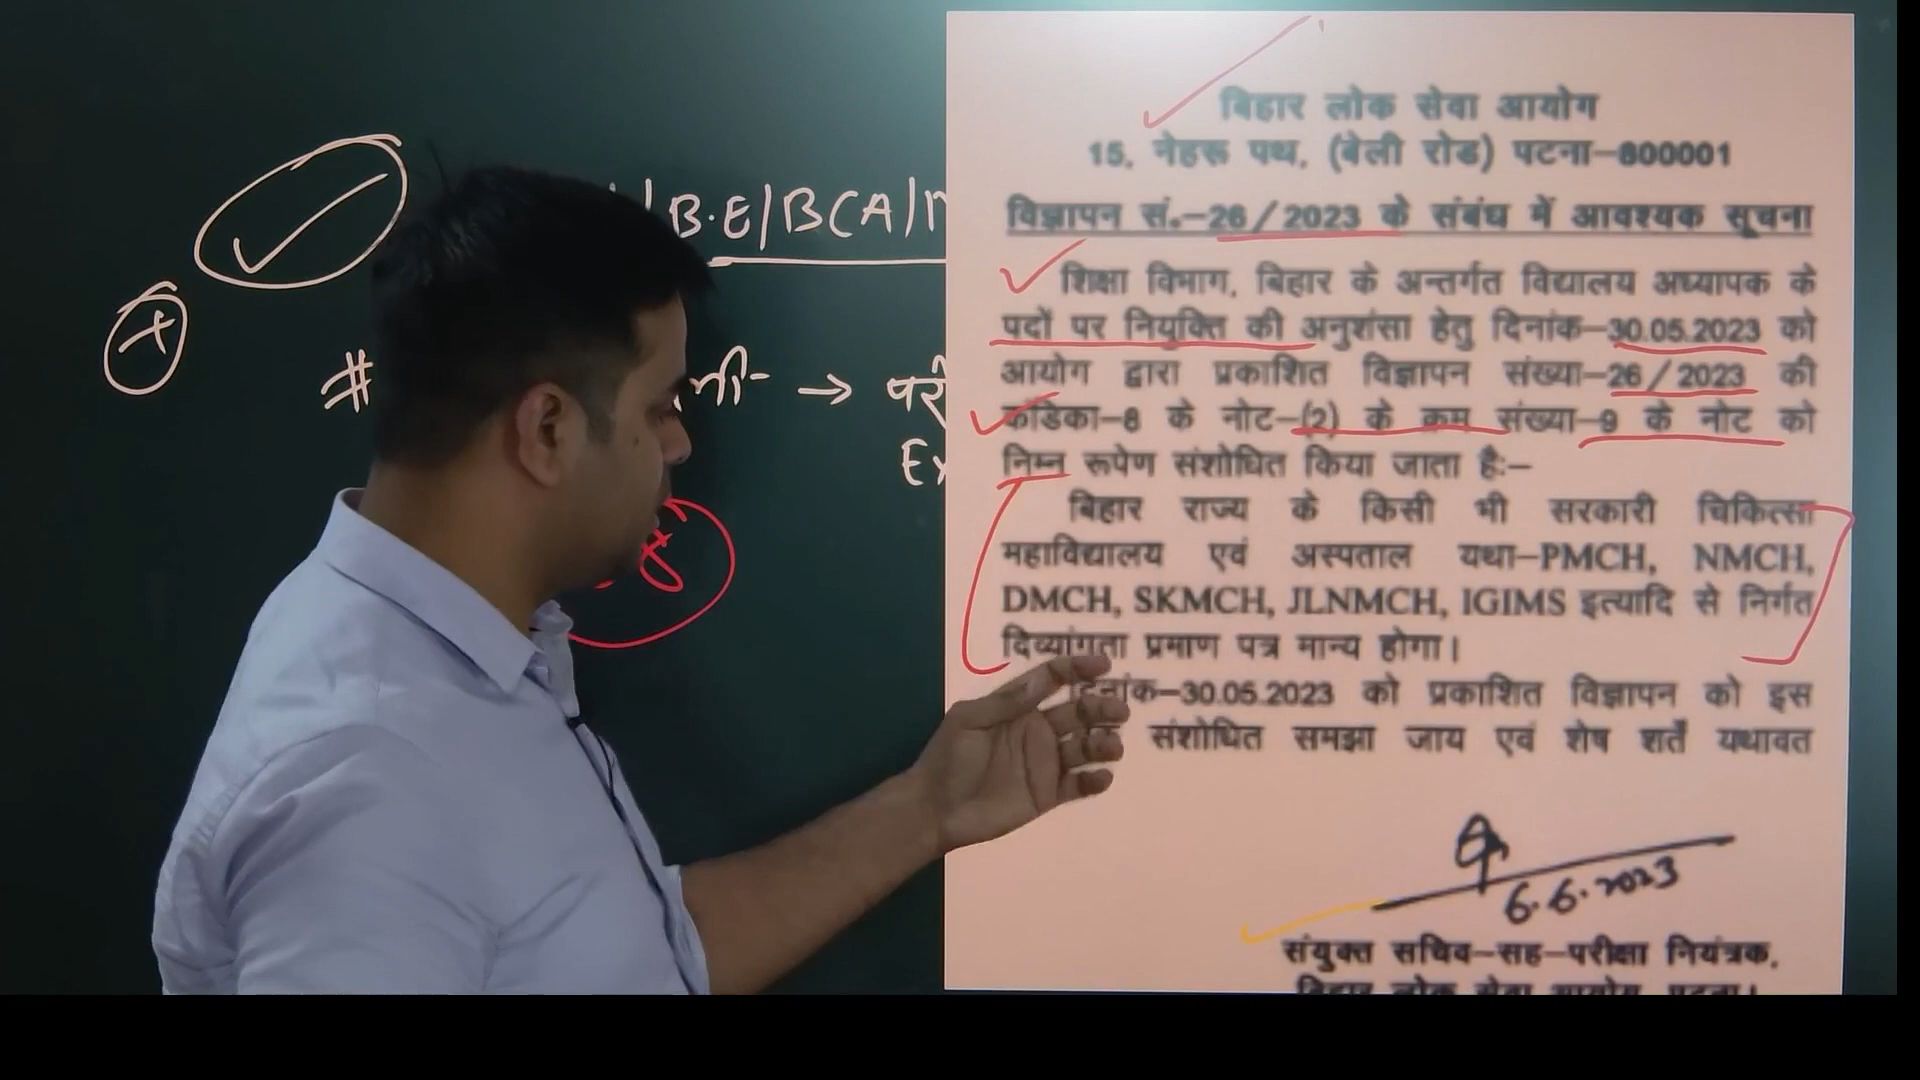 B.E/BCA/
#
→
Ex
बिहार लोक सेवा आयोग
15, नेहरू पथ, (बेली रोड) पटना-800001
विज्ञापन सं.-26/2023 के संबंध में आवश्यक सूचना
शिक्षा विभाग, बिहार के अन्तर्गत विद्यालय अध्यापक के
पदों पर नियुक्ति की अनुशंसा हेतु दिनांक-30.05.2023 को
आयोग द्वारा प्रकाशित विज्ञापन संख्या-26/2023 की
कंडिका-8 के नोट-(2) के क्रम संख्या-9 के नोट को
निम्न रूपेण संशोधित किया जाता है:-
बिहार राज्य के किसी भी सरकारी चिकित्सा
महाविद्यालय एवं अस्पताल यथा-PMCH, NMCH,
DMCH, SKMCH, JLNMCH, IGIMS इत्यादि से निर्गत
दिव्यांगता प्रमाण पत्र मान्य होगा।
दिनांक-30.05.2023 को प्रकाशित विज्ञापन को इस
संशोधित समझा जाय एवं शेष शर्तें यथावत
6.6.2023
संयुक्त सचिव-सह-परीक्षा नियंत्रक,
बिहार लोक सेवा आयोग, पटना।